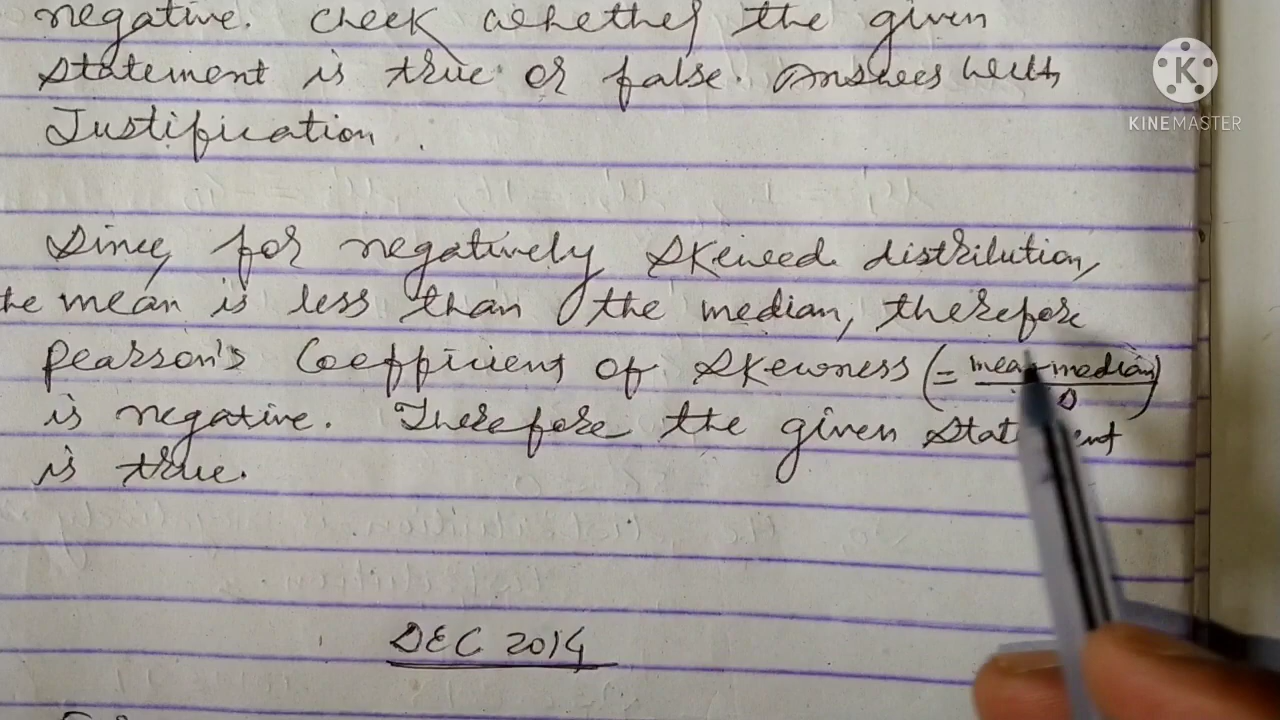 negative. Check whether the given
statement is true or false. Answer with
Justification.
Since for negatively skewed distribution,
the mean is less than the median, therefore
pearson's Coefficient of skewness (= mean-median / s)
is negative. Therefore the given statement
is true.
DEC 2014
K
KINEMASTER